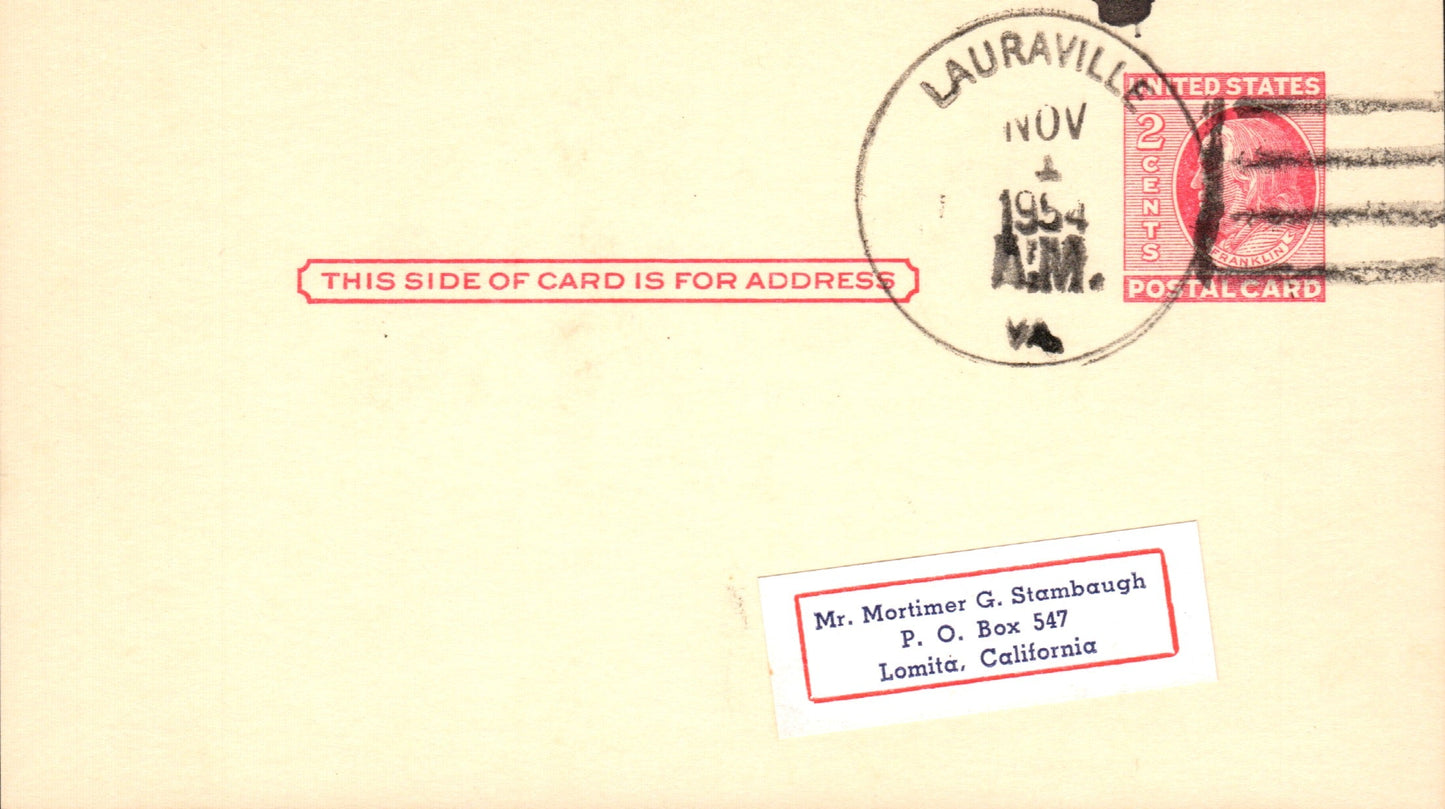 LAURAVILLE
NOV
1
1954
A.M.
VA.
UNITED STATES
2 CENTS
FRANKLIN
POSTAL CARD
THIS SIDE OF CARD IS FOR ADDRESS
Mr. Mortimer G. Stambaugh
P. O. Box 547
Lomita, California